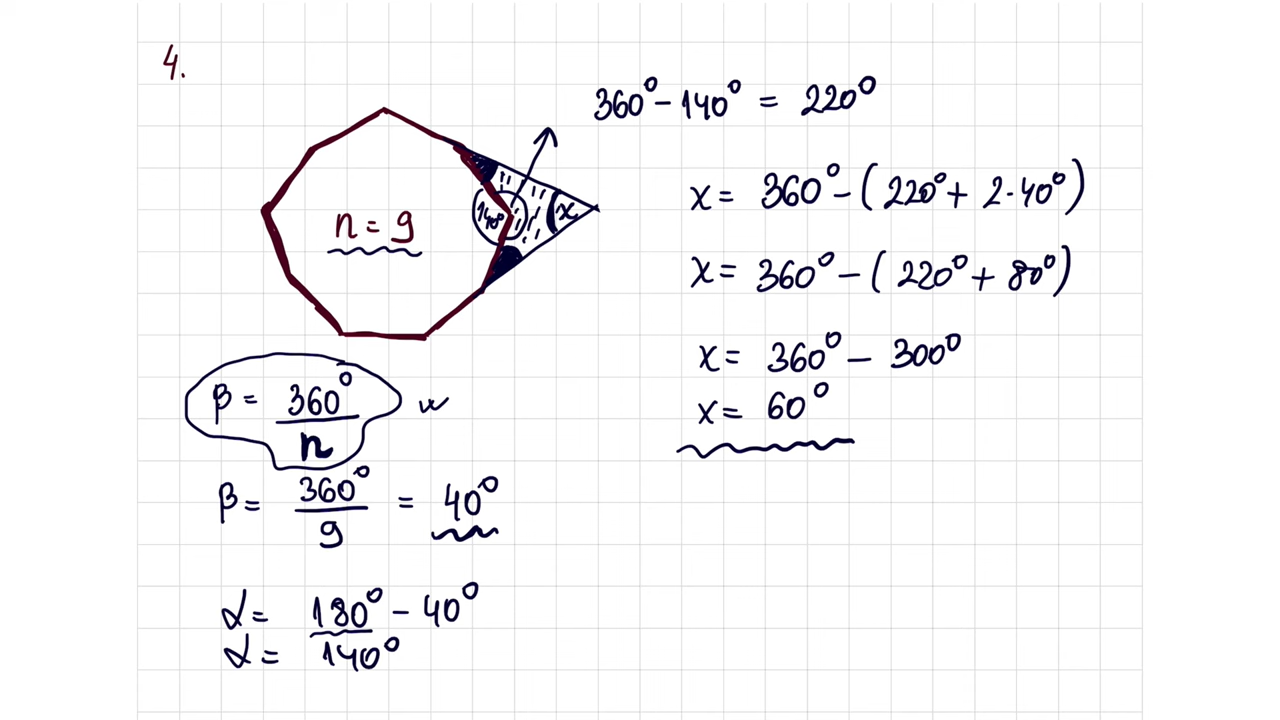 4.
360° - 140° = 220°
n = 9
140°
x
x = 360° - (220° + 2·40°)
x = 360° - (220° + 80°)
x = 360° - 300°
x = 60°
β = 360° / n
β = 360° / 9 = 40°
α = 180° - 40°
α = 140°